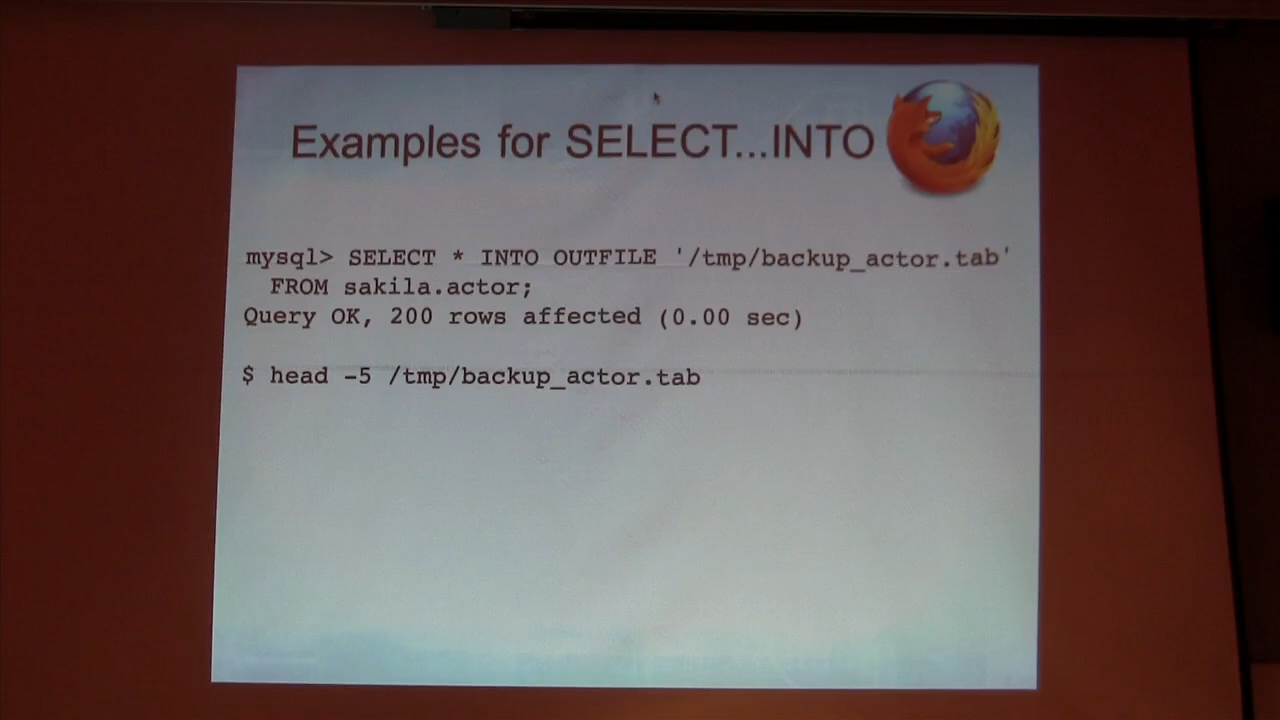 Examples for SELECT...INTO
mysql> SELECT * INTO OUTFILE '/tmp/backup_actor.tab'
FROM sakila.actor;
Query OK, 200 rows affected (0.00 sec)
$ head -5 /tmp/backup_actor.tab